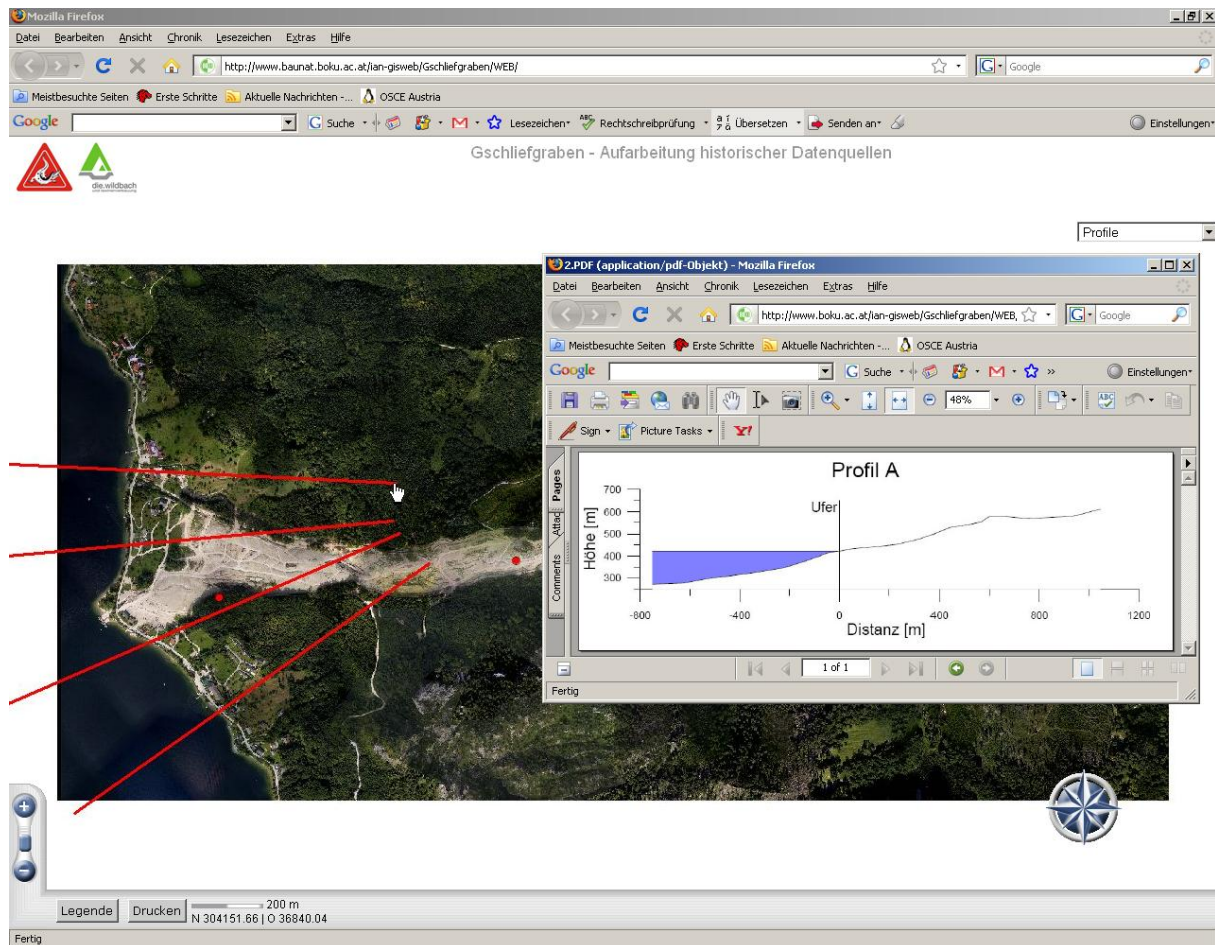 Mozilla Firefox
Datei Bearbeiten Ansicht Chronik Lesezeichen Extras Hilfe
http://www.baunat.boku.ac.at/ian-gisweb/Gschliefgraben/WEB/
G Google
Meistbesuchte Seiten Erste Schritte Aktuelle Nachrichten -... OSCE Austria
Google G Suche Lesezeichen Rechtschreibprüfung Übersetzen Senden an Einstellungen
Gschliefgraben - Aufarbeitung historischer Datenquellen
die.wildbach
Profile
2.PDF (application/pdf-Objekt) - Mozilla Firefox
Datei Bearbeiten Ansicht Chronik Lesezeichen Extras Hilfe
http://www.boku.ac.at/ian-gisweb/Gschliefgraben/WEB,
G Google
Meistbesuchte Seiten Erste Schritte Aktuelle Nachrichten -... OSCE Austria
Google G Suche » Einstellungen
48% ABC
Sign Picture Tasks Y!
Pages
Attac
Comments
Profil A
Ufer
Höhe [m]
700
600
500
400
300
-800 -400 0 400 800 1200
Distanz [m]
1 of 1
Fertig
Legende Drucken 200 m
N 304151.66 | O 36840.04
Fertig